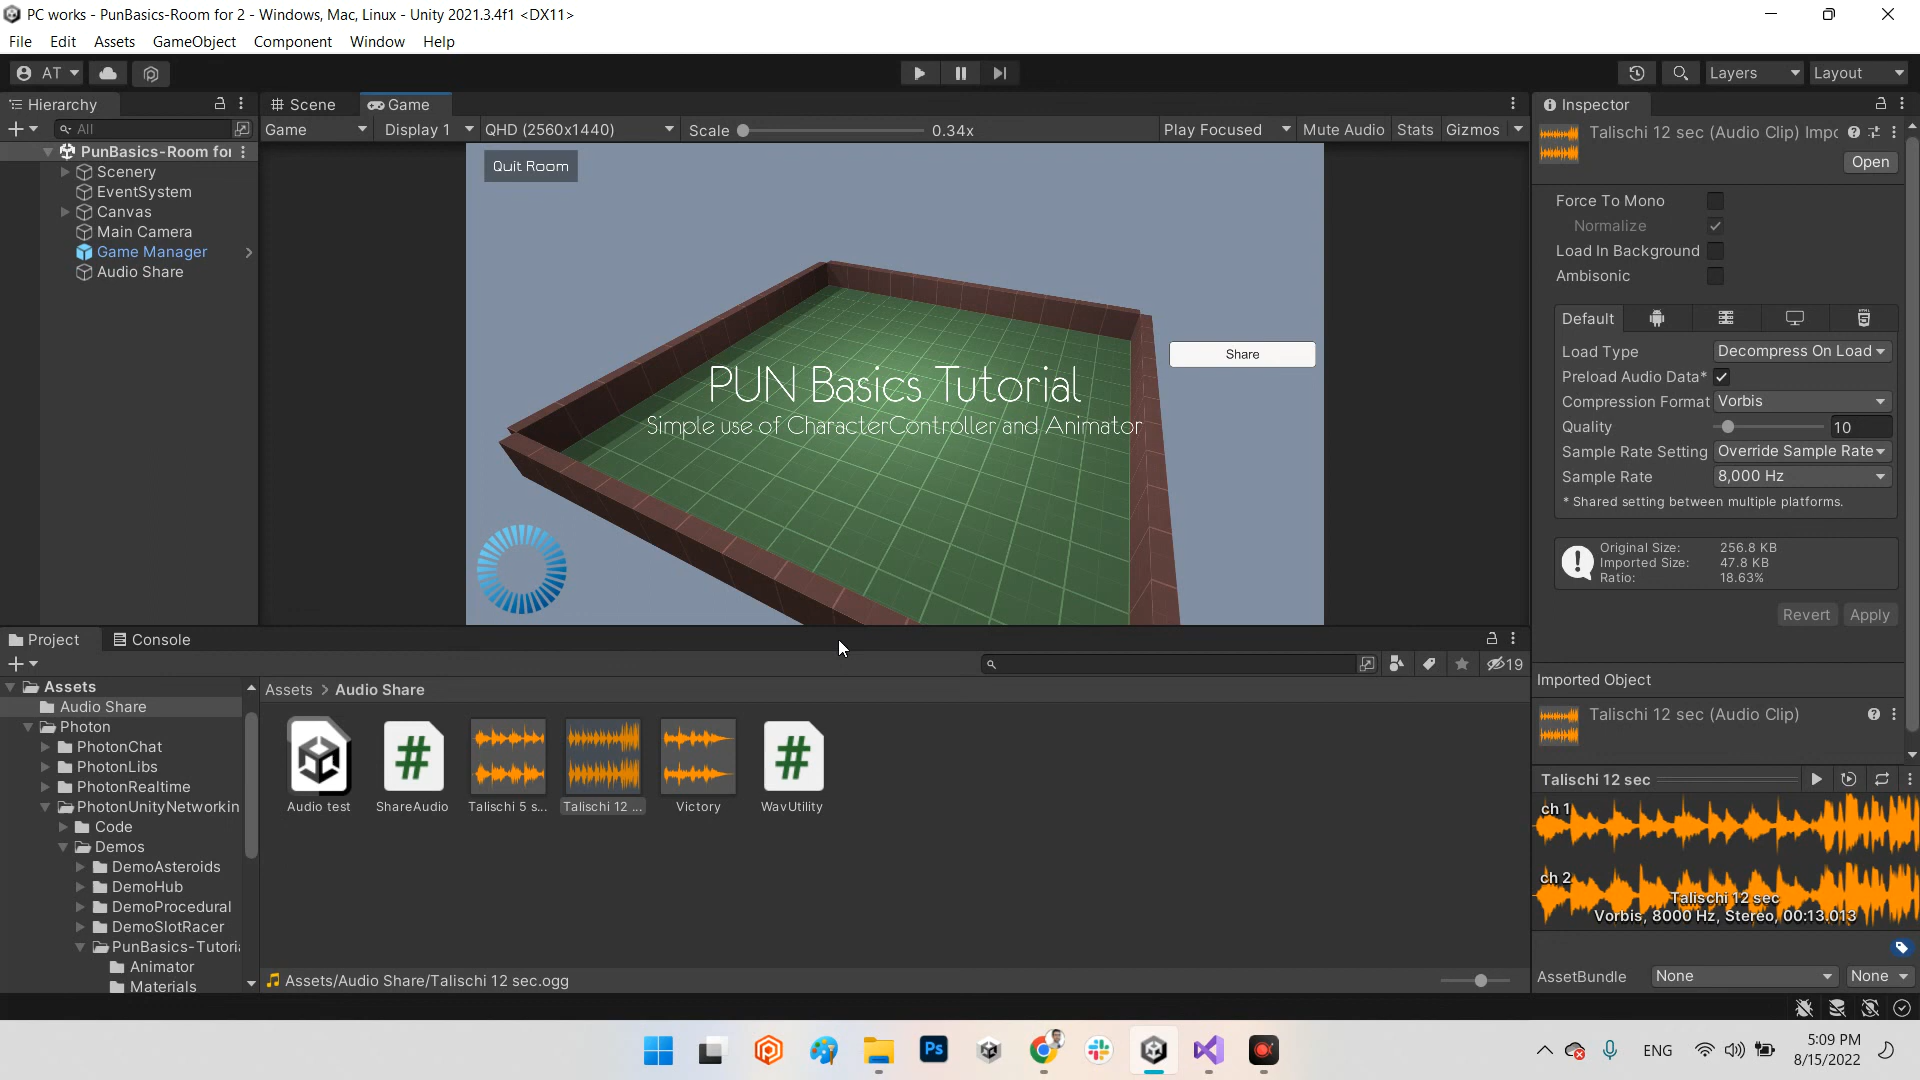 PC works - PunBasics-Room for 2 - Windows, Mac, Linux - Unity 2021.3.4f1 <DX11>
File Edit Assets GameObject Component Window Help
AT
Layers Layout
Hierarchy
All
PunBasics-Room for
Scenery
EventSystem
Canvas
Main Camera
Game Manager
Audio Share
Scene Game
Game Display 1 QHD (2560x1440) Scale 0.34x Play Focused Mute Audio Stats Gizmos
Quit Room
Share
PUN Basics Tutorial
Simple use of CharacterController and Animator
Inspector
Talischi 12 sec (Audio Clip) Impo
Open
Force To Mono
Normalize
Load In Background
Ambisonic
Default
Load Type Decompress On Load
Preload Audio Data*
Compression Format Vorbis
Quality 10
Sample Rate Setting Override Sample Rate
Sample Rate 8,000 Hz
* Shared setting between multiple platforms.
Original Size: 256.8 KB
Imported Size: 47.8 KB
Ratio: 18.63%
Revert Apply
Imported Object
Talischi 12 sec (Audio Clip)
Talischi 12 sec
ch 1
ch 2
Talischi 12 sec
Vorbis, 8000 Hz, Stereo, 00:13.013
AssetBundle None None
Project Console
19
Assets
Audio Share
Photon
PhotonChat
PhotonLibs
PhotonRealtime
PhotonUnityNetworkin
Code
Demos
DemoAsteroids
DemoHub
DemoProcedural
DemoSlotRacer
PunBasics-Tutoria
Animator
Materials
Assets > Audio Share
Audio test
ShareAudio
Talischi 5 s...
Talischi 12 ...
Victory
WavUtility
Assets/Audio Share/Talischi 12 sec.ogg
Ps
ENG
5:09 PM
8/15/2022